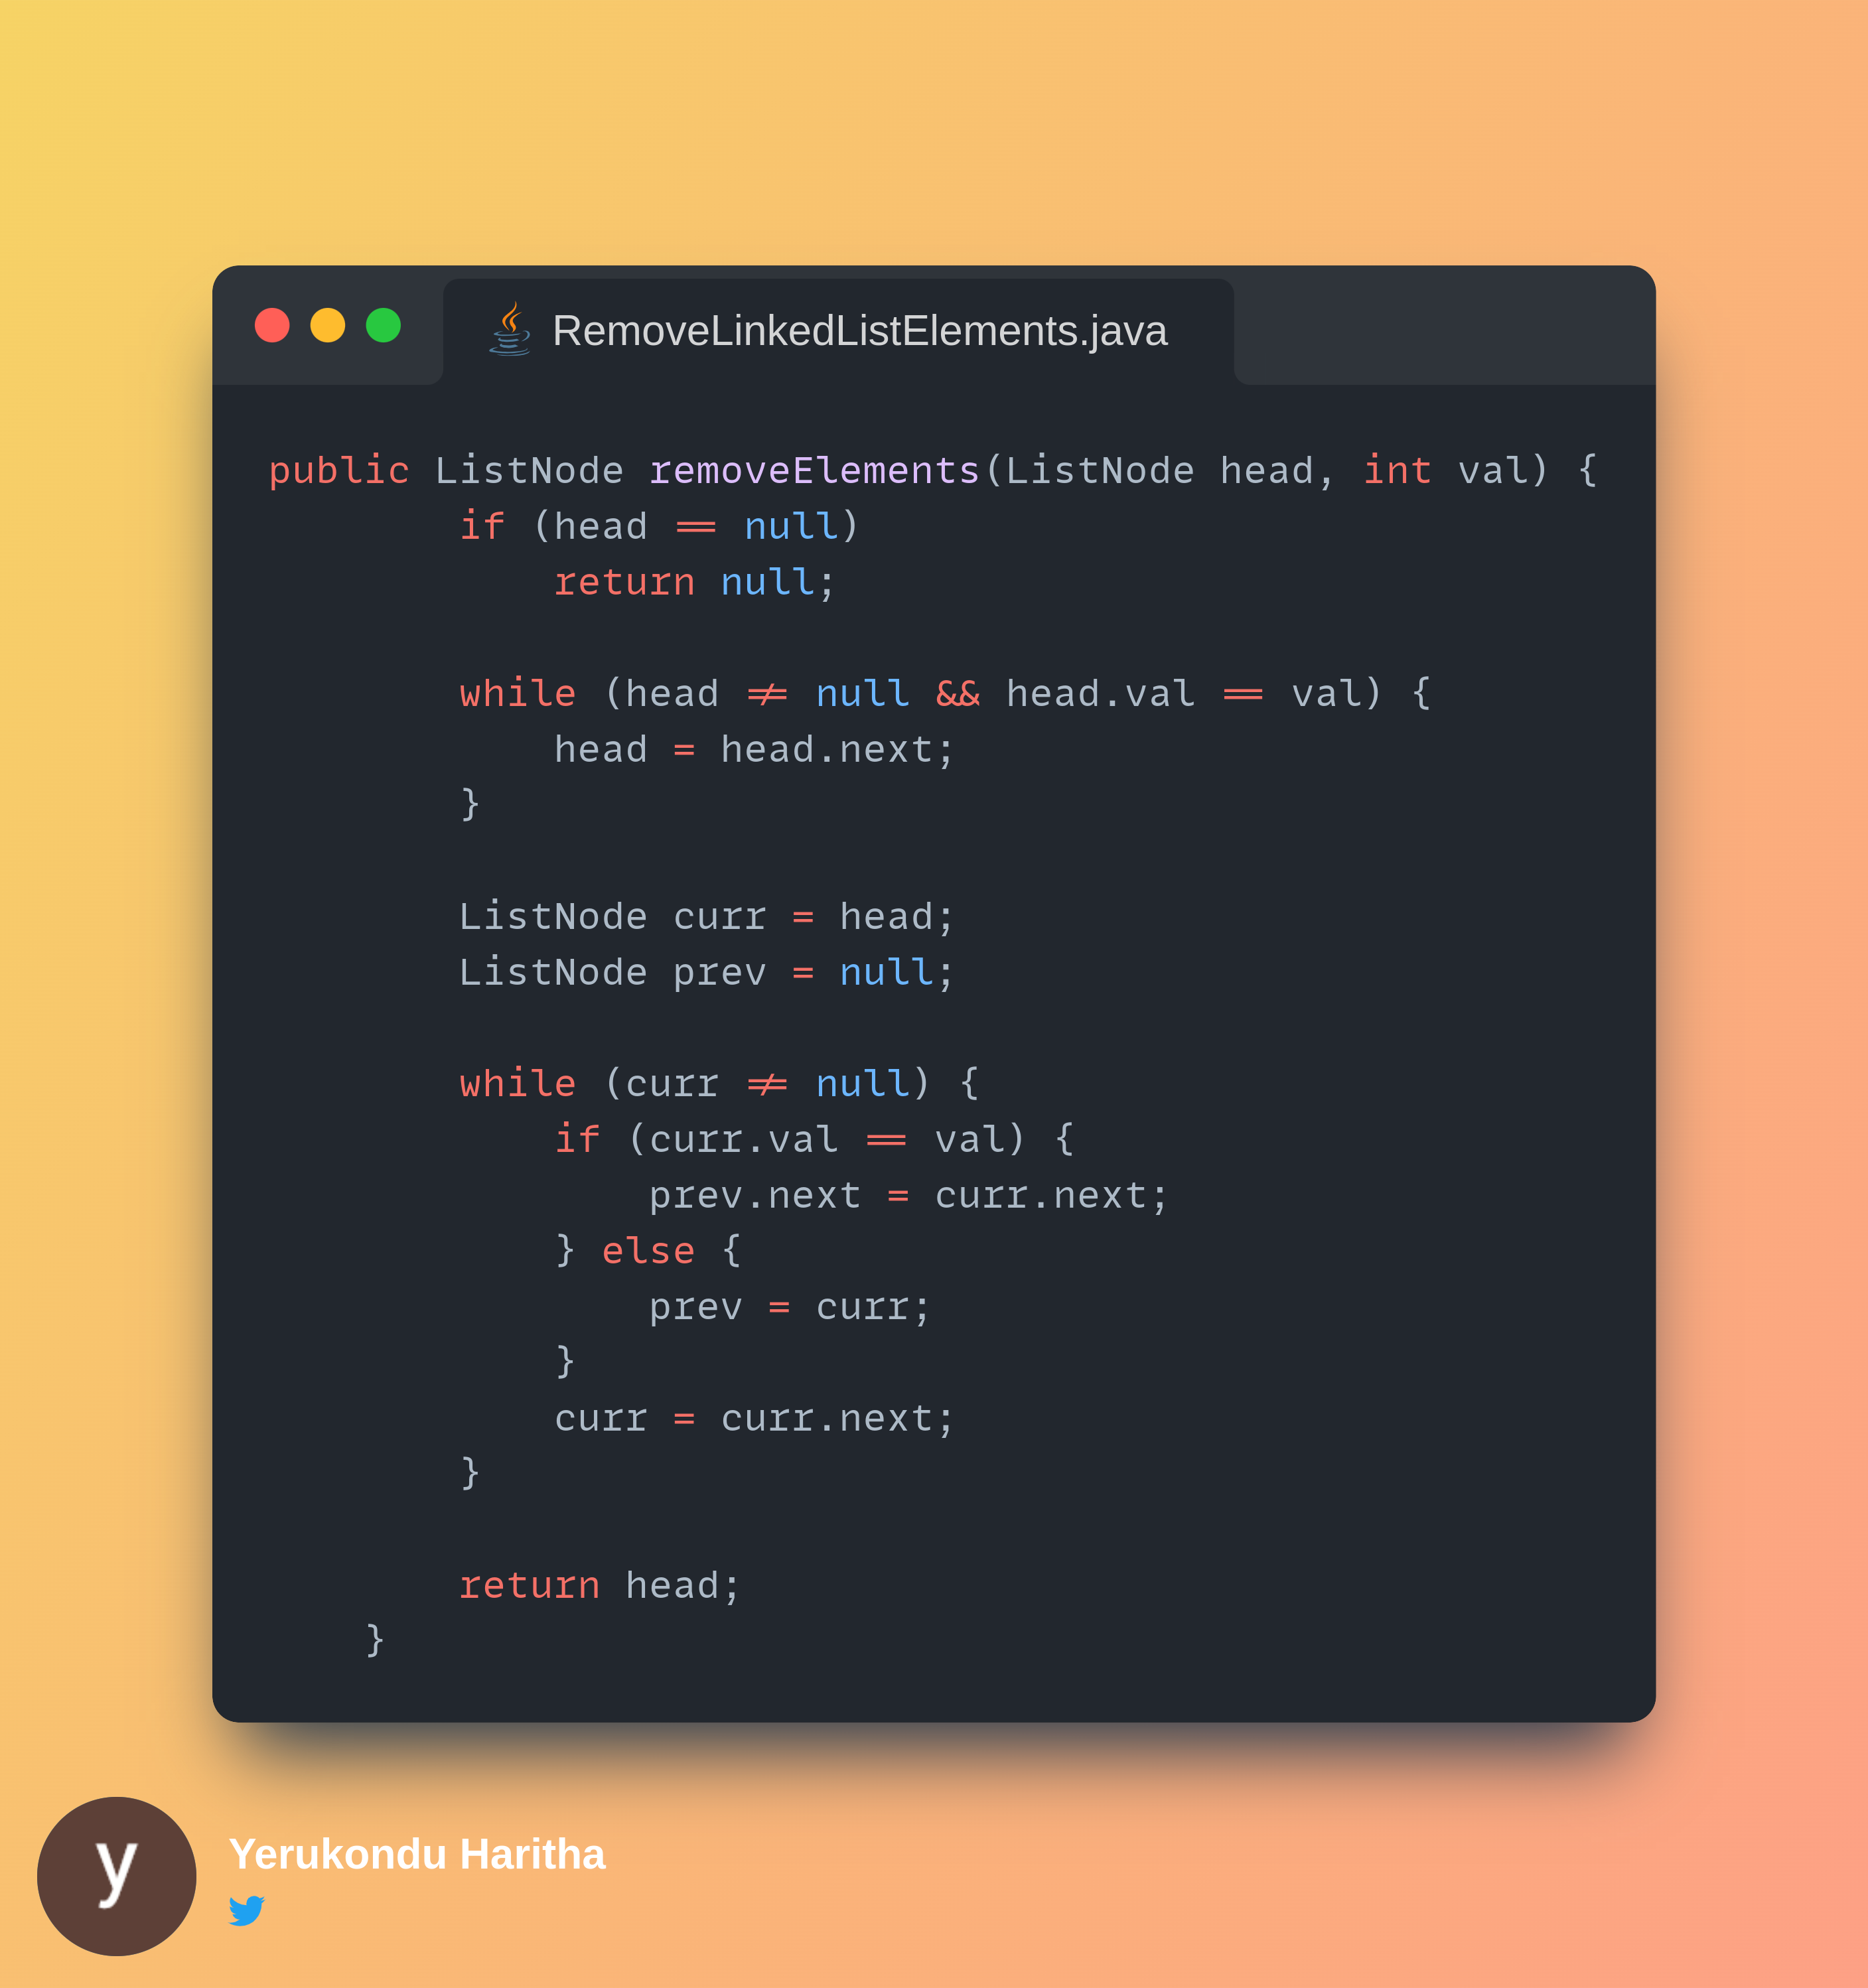 RemoveLinkedListElements.java
public ListNode removeElements(ListNode head, int val) {
        if (head == null)
            return null;

        while (head != null && head.val == val) {
            head = head.next;
        }

        ListNode curr = head;
        ListNode prev = null;

        while (curr != null) {
            if (curr.val == val) {
                prev.next = curr.next;
            } else {
                prev = curr;
            }
            curr = curr.next;
        }

        return head;
    }
y
Yerukondu Haritha